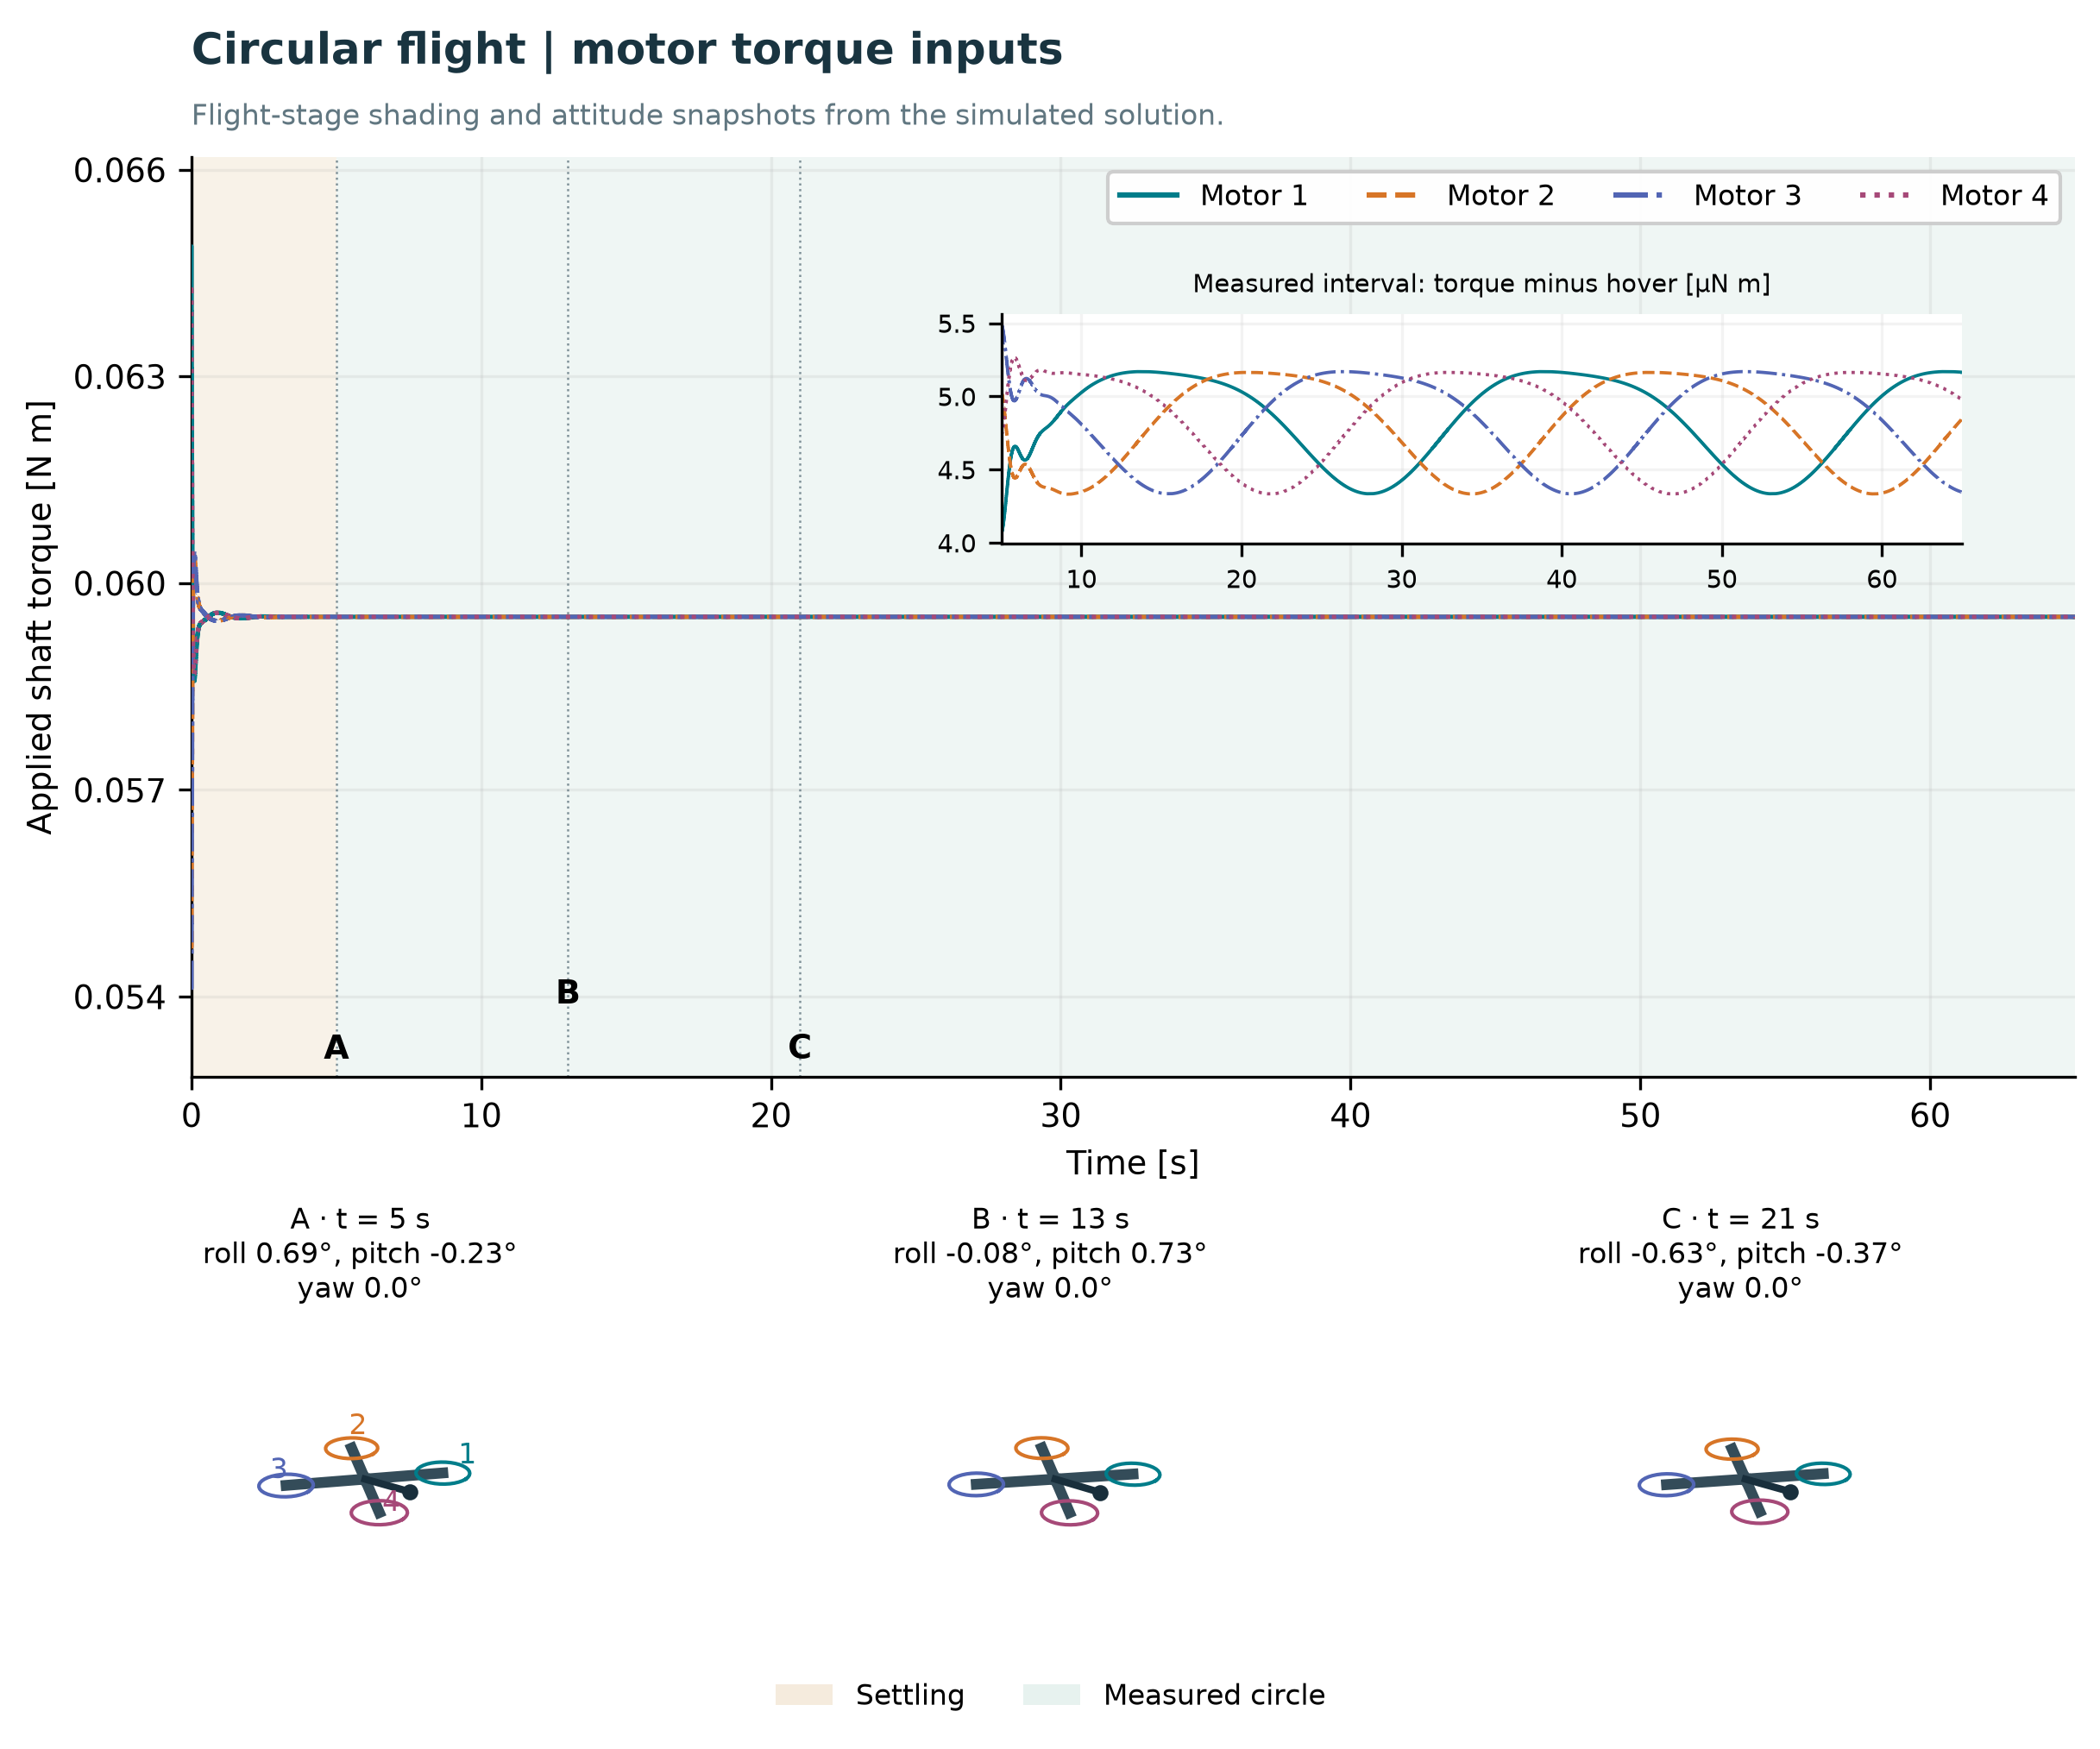 Circular flight | motor torque inputs
Flight-stage shading and attitude snapshots from the simulated solution.
Applied shaft torque [N m]
0.066
0.063
0.060
0.057
0.054
Motor 1 Motor 2 Motor 3 Motor 4
Measured interval: torque minus hover [µN m]
5.5
5.0
4.5
4.0
10 20 30 40 50 60
B
A C
0 10 20 30 40 50 60
Time [s]
A · t = 5 s
roll 0.69°, pitch -0.23°
yaw 0.0°
B · t = 13 s
roll -0.08°, pitch 0.73°
yaw 0.0°
C · t = 21 s
roll -0.63°, pitch -0.37°
yaw 0.0°
2
1
3
4
Settling Measured circle